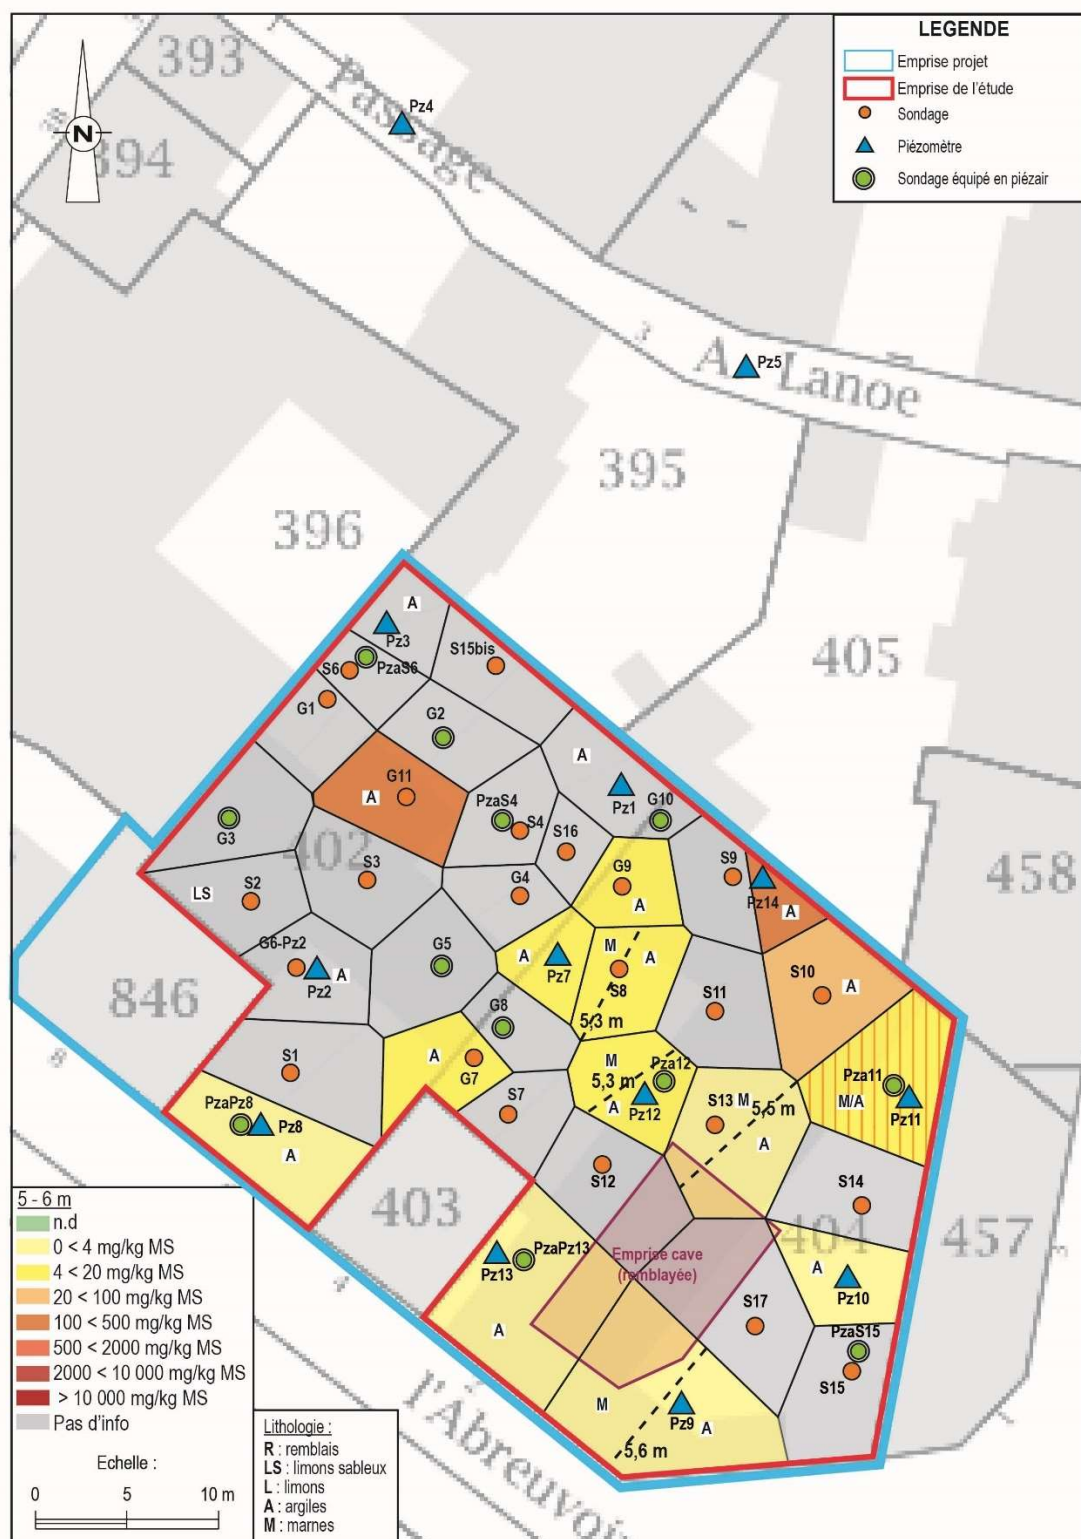 LEGENDE
Emprise projet
Emprise de l'étude
Sondage
Piézomètre
Sondage équipé en piézair
N
393
Passage
Pz4
394
3
A. Lanoe
Pz5
395
396
405
A
Pz3
S15bis
S6
PzaS6
G1
G2
A
G11
A
Pz1
PzaS4
G10
S4
G3
S16
402
S3
G9
S9
458
G4
Pz14
LS
S2
A
A
G6-Pz2
G5
M
S10
A
A
A
A
Pz2
Pz7
S8
846
G8
S11
5,3 m
A
M
Pza12
Pza11
S1
G7
5,3 m
S13
M
5,5 m
M/A
S7
A
Pz12
Pz11
PzaPz8
Pz8
A
A
S12
S14
403
404
457
Emprise cave
(remblayée)
PzaPz13
Pz13
A
Pz10
A
S17
PzaS15
S15
M
Pz9
A
5,6 m
l'Abreuvoir
4
3
5 - 6 m
n.d
0 < 4 mg/kg MS
4 < 20 mg/kg MS
20 < 100 mg/kg MS
100 < 500 mg/kg MS
500 < 2000 mg/kg MS
2000 < 10 000 mg/kg MS
> 10 000 mg/kg MS
Pas d'info
Echelle :
0 5 10 m
Lithologie :
R : remblais
LS : limons sableux
L : limons
A : argiles
M : marnes